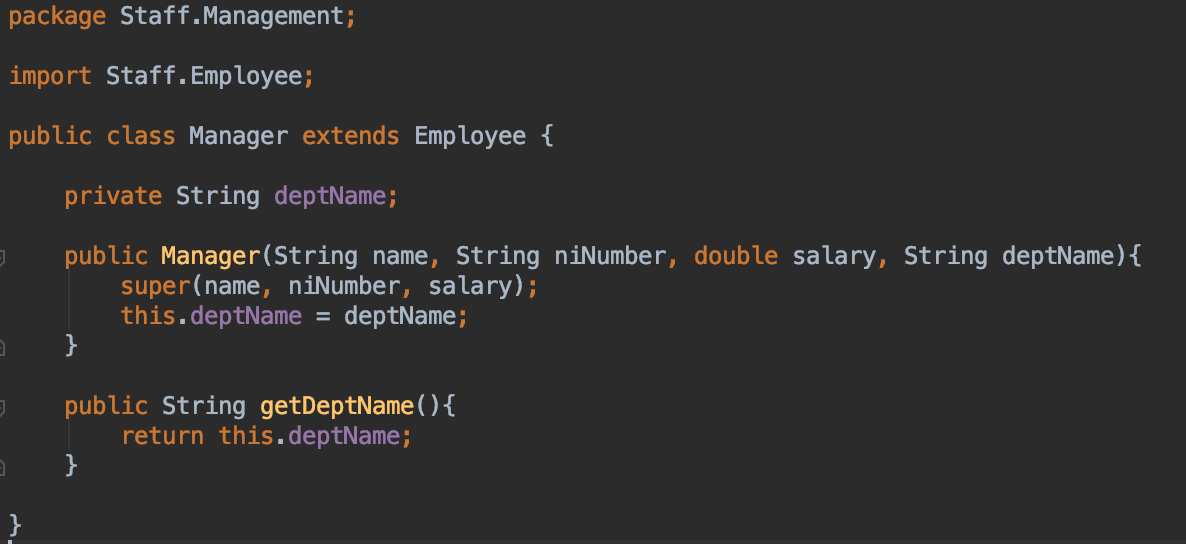 package Staff.Management;
import Staff.Employee;
public class Manager extends Employee {
private String deptName;
public Manager(String name, String niNumber, double salary, String deptName){
super(name, niNumber, salary);
this.deptName = deptName;
}
public String getDeptName(){
return this.deptName;
}
}